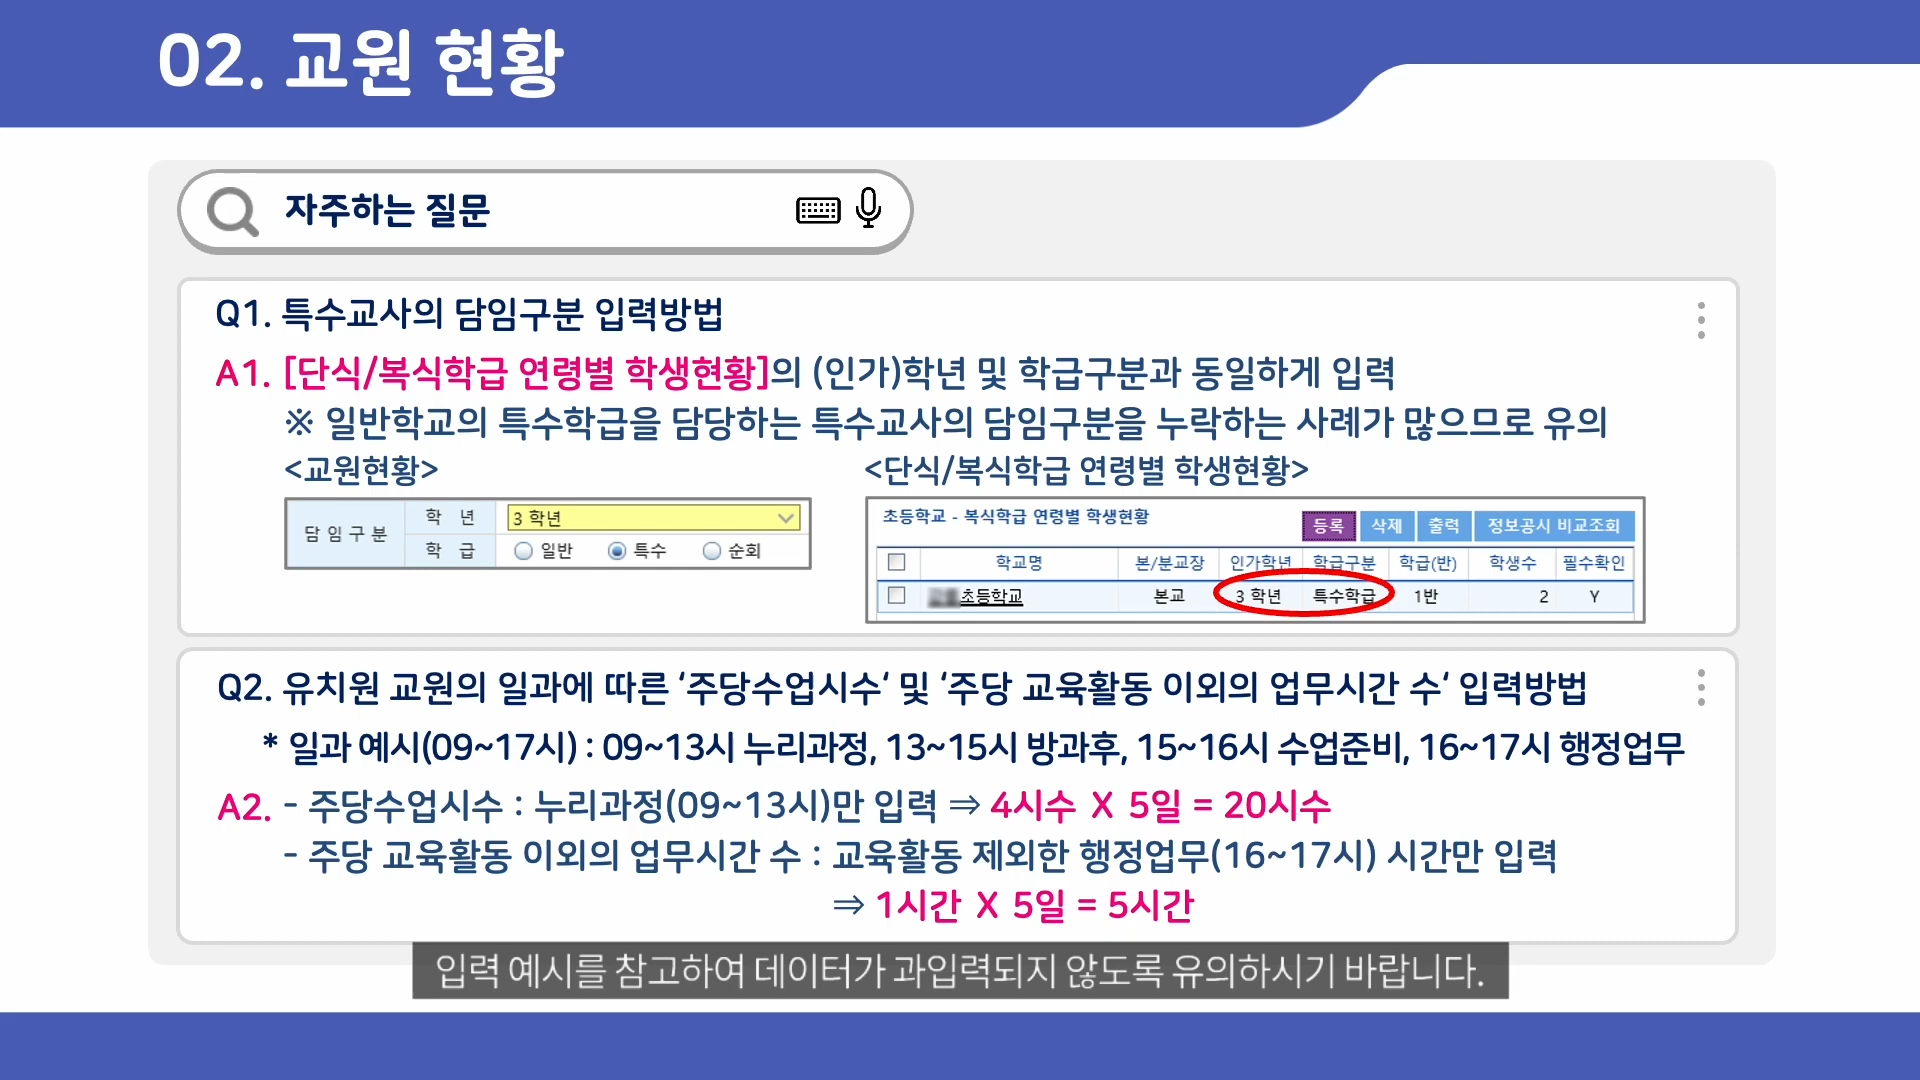 02. 교원 현황
자주하는 질문
Q1. 특수교사의 담임구분 입력방법
A1. [단식/복식학급 연령별 학생현황]의 (인가)학년 및 학급구분과 동일하게 입력
※ 일반학교의 특수학급을 담당하는 특수교사의 담임구분을 누락하는 사례가 많으므로 유의
<교원현황>
담 임 구 분
학 년
3 학년
학 급
일반 특수 순회
<단식/복식학급 연령별 학생현황>
초등학교 - 복식학급 연령별 학생현황
등록 삭제 출력 정보공시 비교조회
학교명 본/분교장 인가학년 학급구분 학급(반) 학생수 필수확인
초등학교 본교 3 학년 특수학급 1반 2 Y
Q2. 유치원 교원의 일과에 따른 ‘주당수업시수‘ 및 ‘주당 교육활동 이외의 업무시간 수‘ 입력방법
* 일과 예시(09~17시) : 09~13시 누리과정, 13~15시 방과후, 15~16시 수업준비, 16~17시 행정업무
A2. - 주당수업시수 : 누리과정(09~13시)만 입력 ⇒ 4시수 X 5일 = 20시수
- 주당 교육활동 이외의 업무시간 수 : 교육활동 제외한 행정업무(16~17시) 시간만 입력
⇒ 1시간 X 5일 = 5시간
입력 예시를 참고하여 데이터가 과입력되지 않도록 유의하시기 바랍니다.